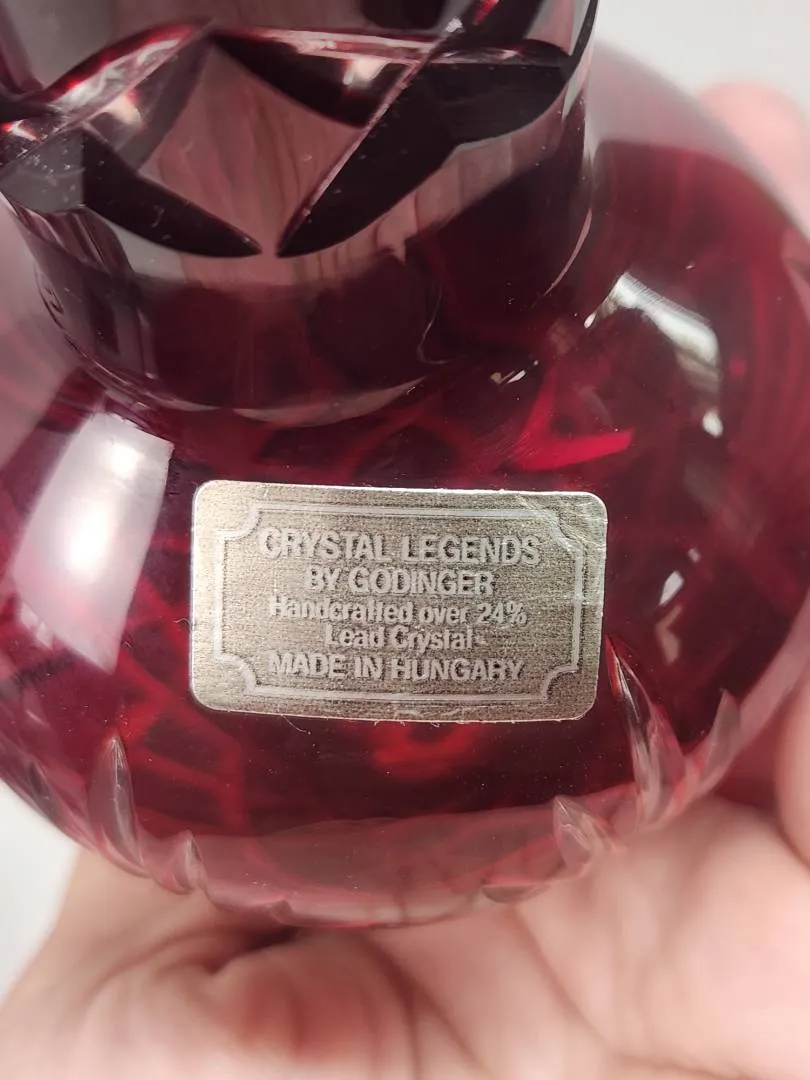 CRYSTAL LEGENDS
BY GODINGER
Handcrafted over 24%
Lead Crystal
MADE IN HUNGARY